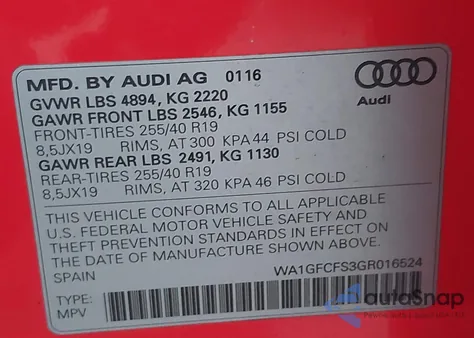 MFD. BY AUDI AG 0116
GVWR LBS 4894, KG 2220
GAWR FRONT LBS 2546, KG 1155
FRONT-TIRES 255/40 R19
8,5JX19 RIMS, AT 300 KPA 44 PSI COLD
GAWR REAR LBS 2491, KG 1130
REAR-TIRES 255/40 R19
8,5JX19 RIMS, AT 320 KPA 46 PSI COLD
Audi
THIS VEHICLE CONFORMS TO ALL APPLICABLE
U.S. FEDERAL MOTOR VEHICLE SAFETY AND
THEFT PREVENTION STANDARDS IN EFFECT ON
THE DATE OF MANUFACTURE SHOWN ABOVE.
SPAIN WA1GFCFS3GR016524
TYPE:
MPV
autoSnap